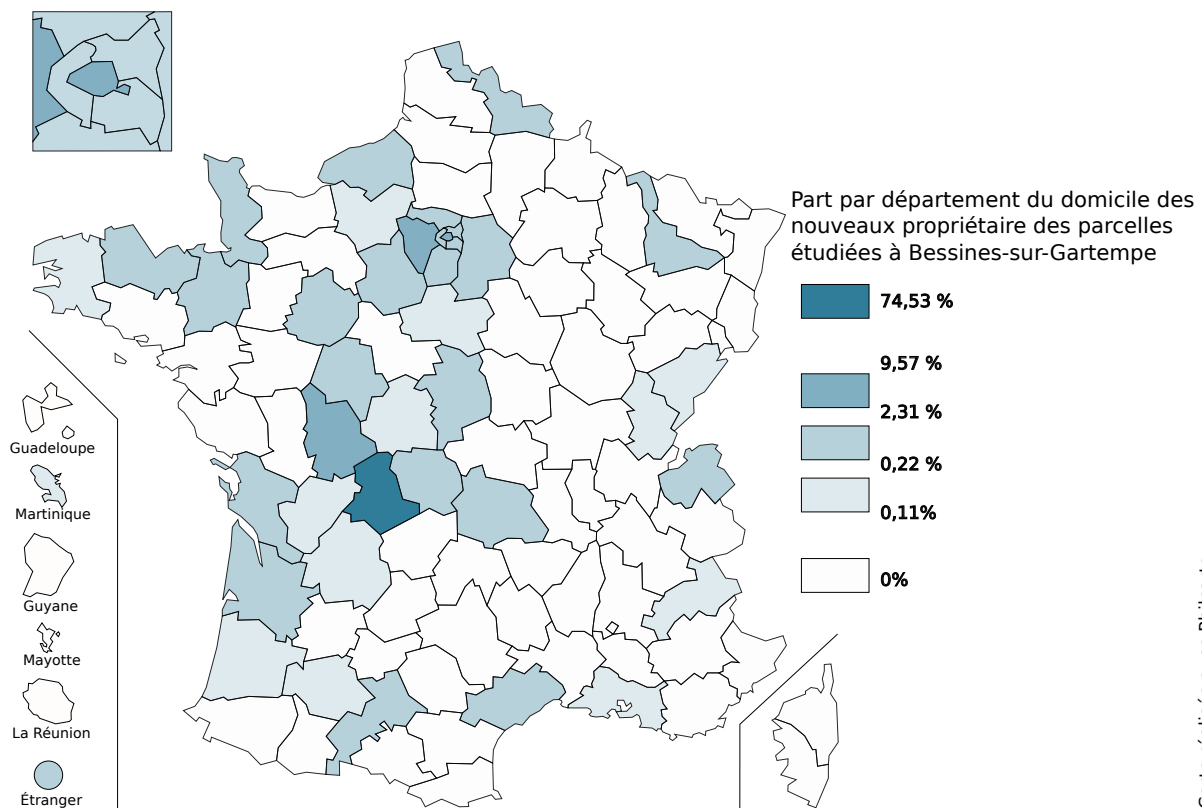 Part par département du domicile des
nouveaux propriétaire des parcelles
étudiées à Bessines-sur-Gartempe
74,53 %
9,57 %
2,31 %
0,22 %
0,11%
0%
Guadeloupe
Martinique
Guyane
Mayotte
La Réunion
Étranger